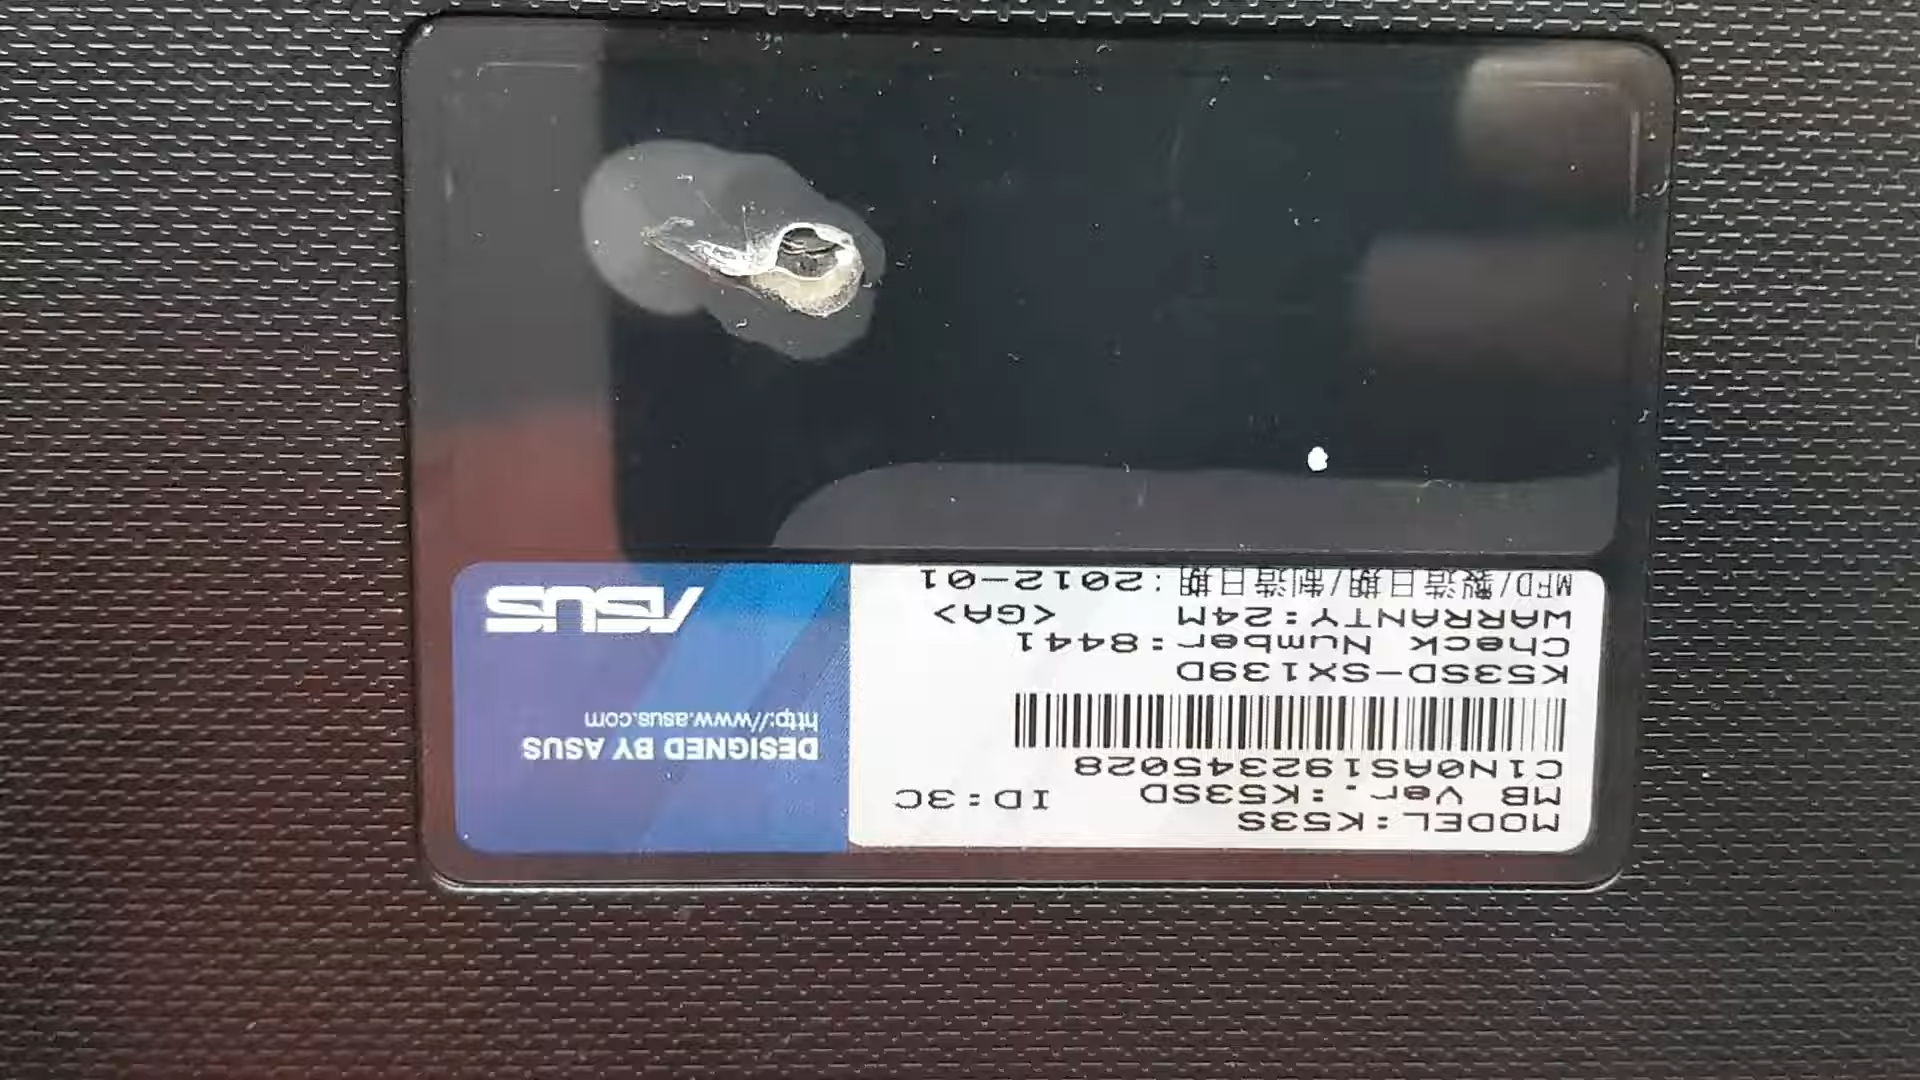 MODEL:K53S
MB Ver.:K53SD ID:3C
C1N0AS192345028
K53SD-SX139D
Check Number:8441
WARRANTY:24M <GA>
MFD/製造日期/制造日期:2012-01
DESIGNED BY ASUS
http://www.asus.com
ASUS